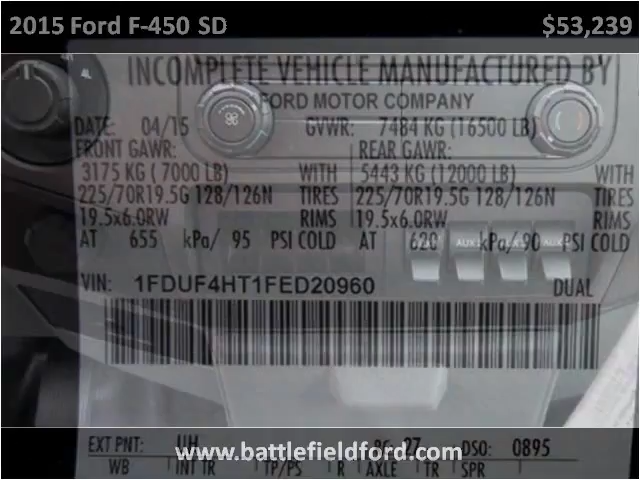 2015 Ford F-450 SD $53,239
INCOMPLETE VEHICLE MANUFACTURED BY
FORD MOTOR COMPANY
DATE: 04/15 GVWR: 7484 KG (16500 LB)
FRONT GAWR: REAR GAWR:
3175 KG ( 7000 LB) WITH 5443 KG (12000 LB) WITH
225/70R19.5G 128/126N TIRES 225/70R19.5G 128/126N TIRES
19.5x6.0RW RIMS 19.5x6.0RW RIMS
AT 655 kPa/ 95 PSI COLD AT 620 kPa/ 90 PSI COLD
VIN: 1FDUF4HT1FED20960 DUAL
EXT PNT: UH 27 DSO: 0895
www.battlefieldford.com
WB INT TR TP/PS R AXLE TR SPR
4L
AUX